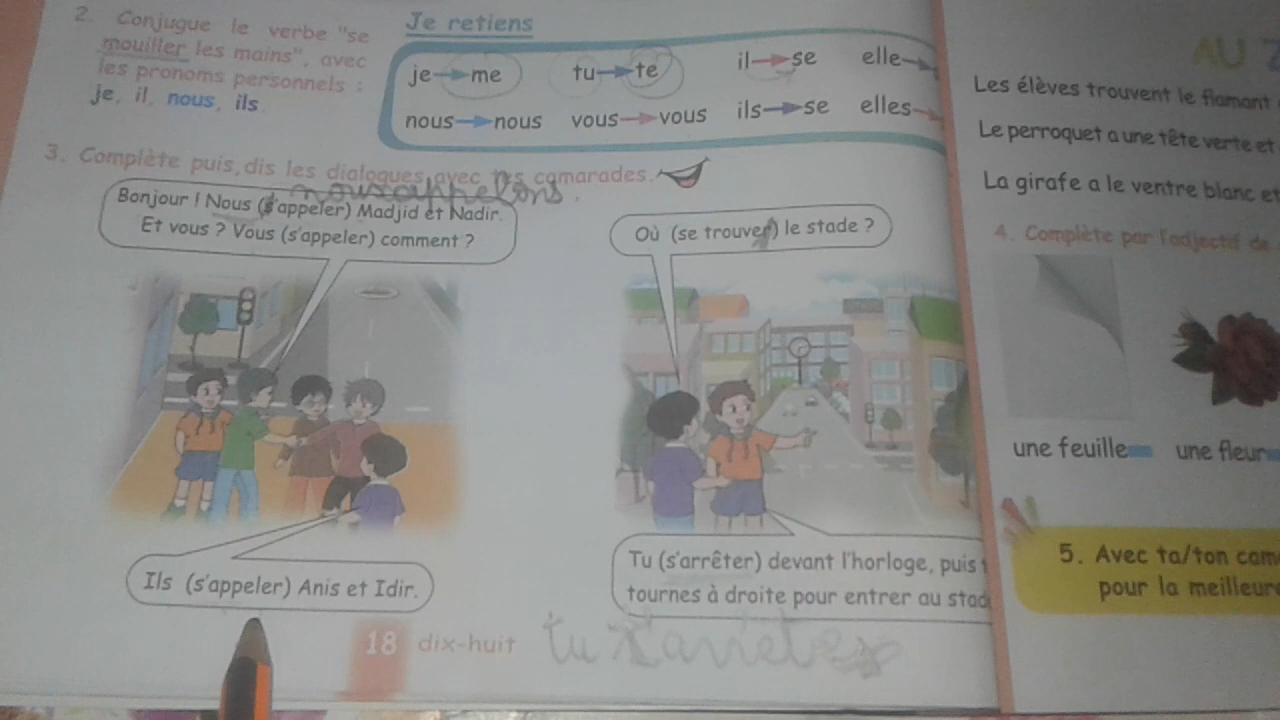 2. Conjugue le verbe "se
mouiller les mains", avec
les pronoms personnels :
je, il, nous, ils.
Je retiens
je → me tu → te il → se elle →
nous → nous vous → vous ils → se elles →
3. Complète puis dis les dialogues avec tes camarades.
nous appelons.
Bonjour ! Nous (s'appeler) Madjid et Nadir.
Et vous ? Vous (s'appeler) comment ?
Où (se trouver) le stade ?
Ils (s'appeler) Anis et Idir.
Tu (s'arrêter) devant l'horloge, puis
tournes à droite pour entrer au stad
18 dix-huit
tu t'arrêtes
AU
Les élèves trouvent le flamant
Le perroquet a une tête verte et
La girafe a le ventre blanc et
4. Complète par l'adjectif de
une feuille une fleur
5. Avec ta/ton cam
pour la meilleur